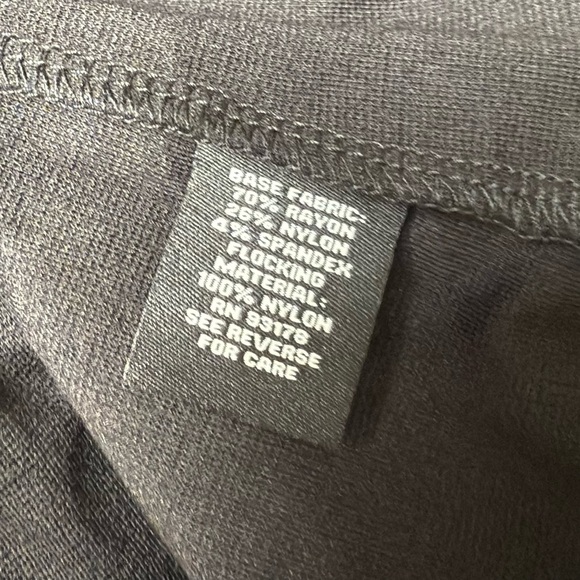 BASE FABRIC:
70% RAYON
26% NYLON
4% SPANDEX
FLOCKING
MATERIAL:
100% NYLON
RN 93178
SEE REVERSE
FOR CARE